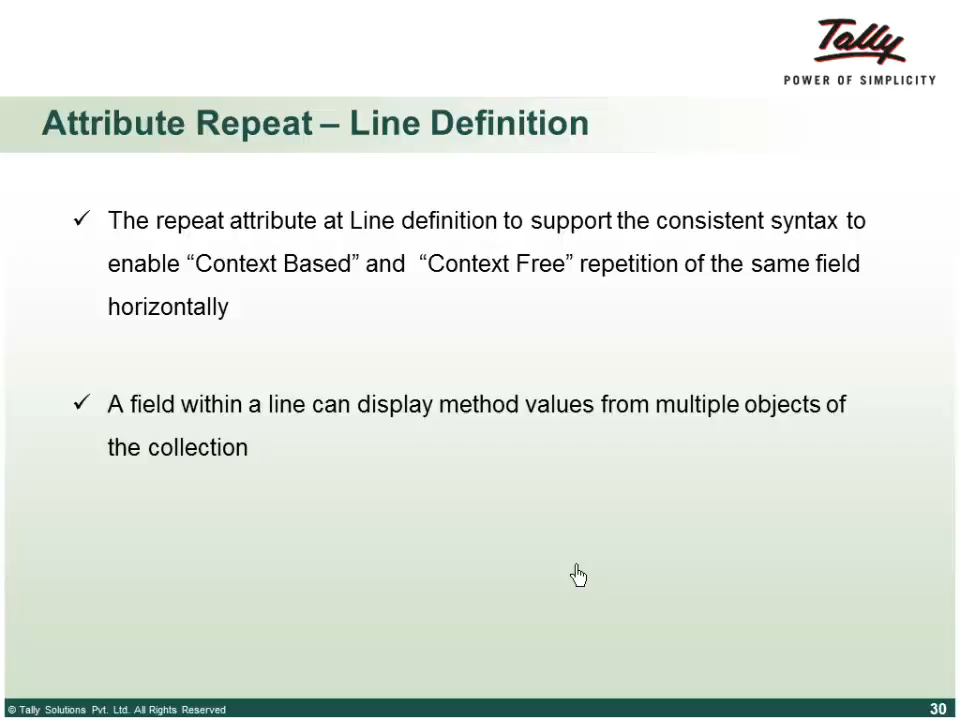 Tally
POWER OF SIMPLICITY
Attribute Repeat – Line Definition
✓ The repeat attribute at Line definition to support the consistent syntax to
enable “Context Based” and “Context Free” repetition of the same field
horizontally
✓ A field within a line can display method values from multiple objects of
the collection
© Tally Solutions Pvt. Ltd. All Rights Reserved
30